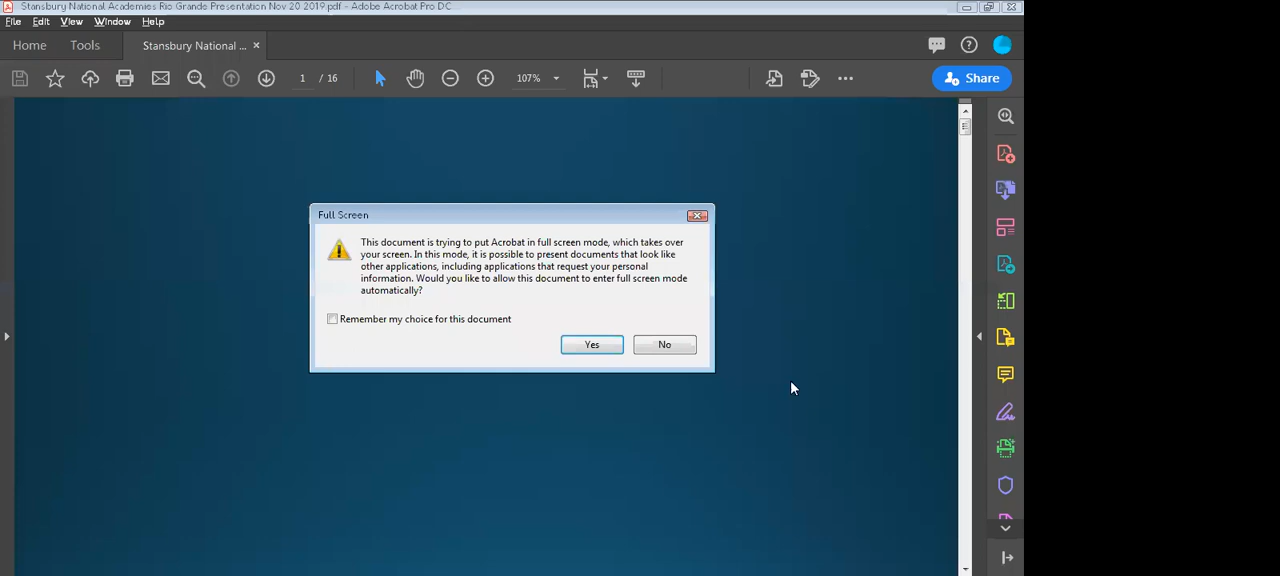 Stansbury National Academies Rio Grande Presentation Nov 20 2019.pdf - Adobe Acrobat Pro DC
File Edit View Window Help
Home Tools Stansbury National ... ×
1 / 16 107% Share
Full Screen
This document is trying to put Acrobat in full screen mode, which takes over
your screen. In this mode, it is possible to present documents that look like
other applications, including applications that request your personal
information. Would you like to allow this document to enter full screen mode
automatically?
Remember my choice for this document
Yes No